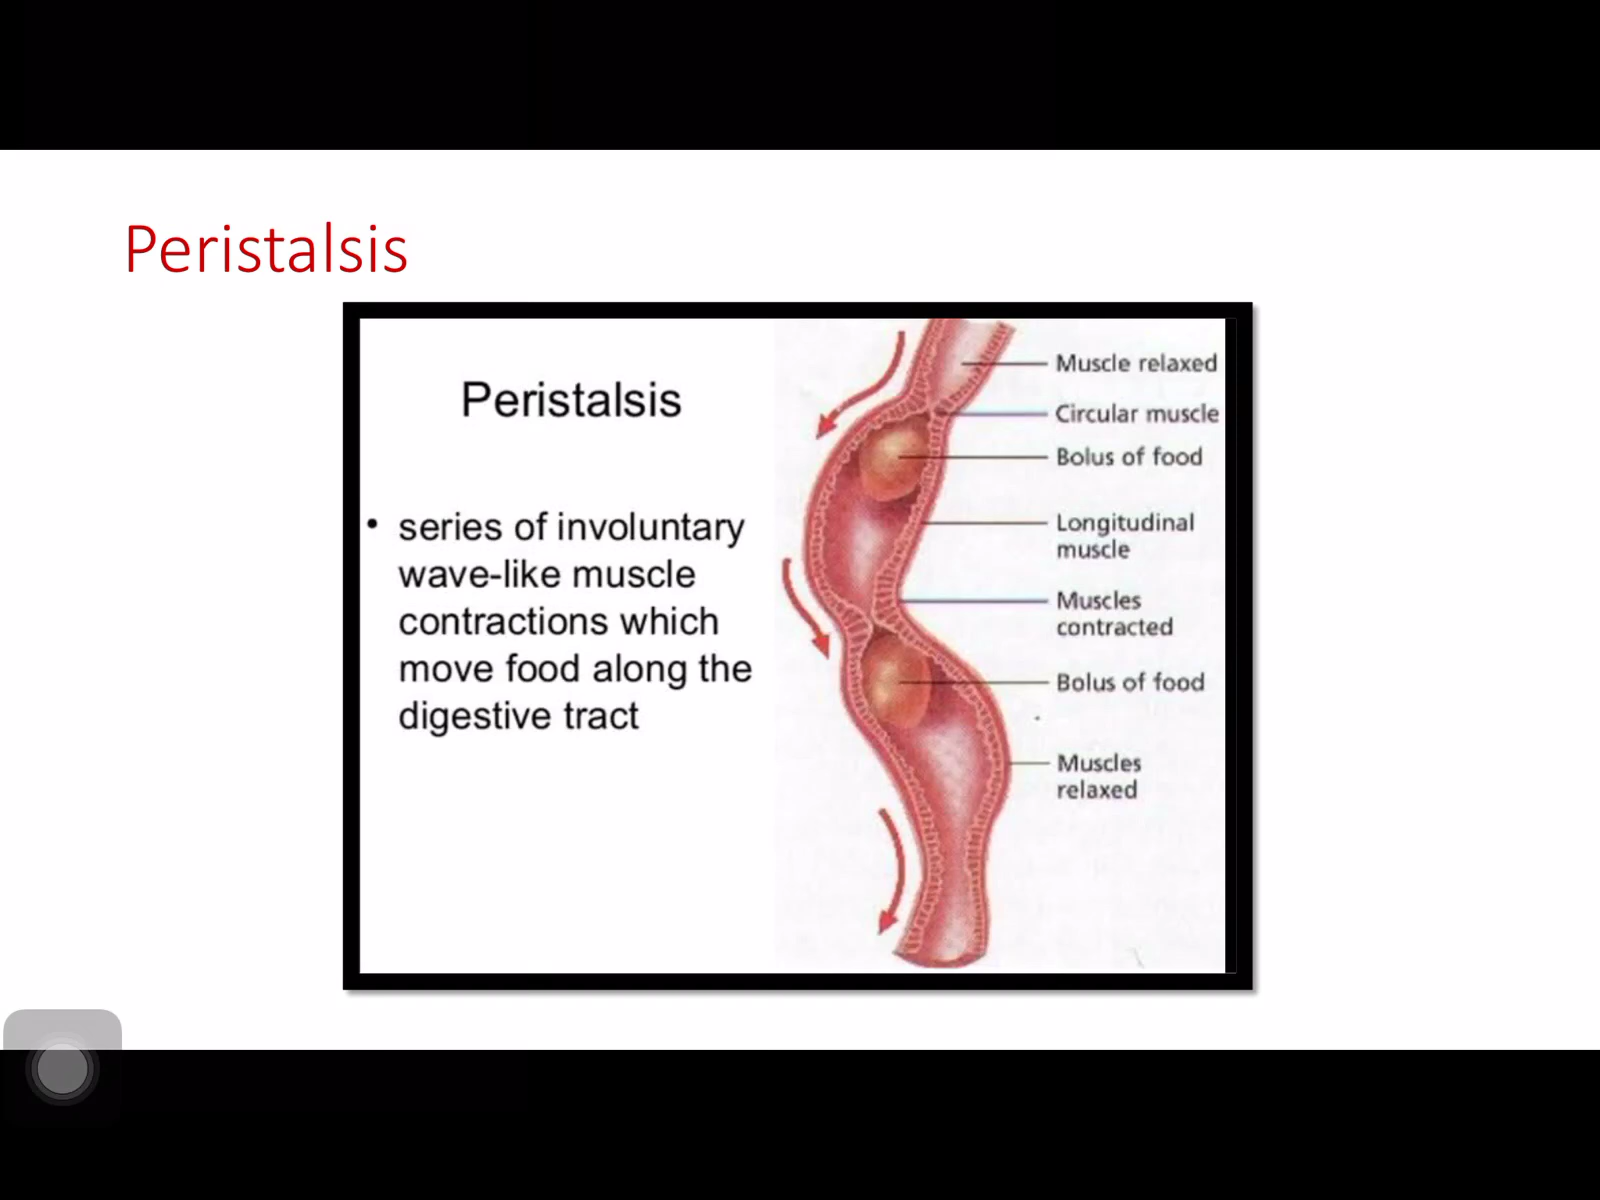 Peristalsis
Peristalsis
• series of involuntary
wave-like muscle
contractions which
move food along the
digestive tract
Muscle relaxed
Circular muscle
Bolus of food
Longitudinal
muscle
Muscles
contracted
Bolus of food
Muscles
relaxed